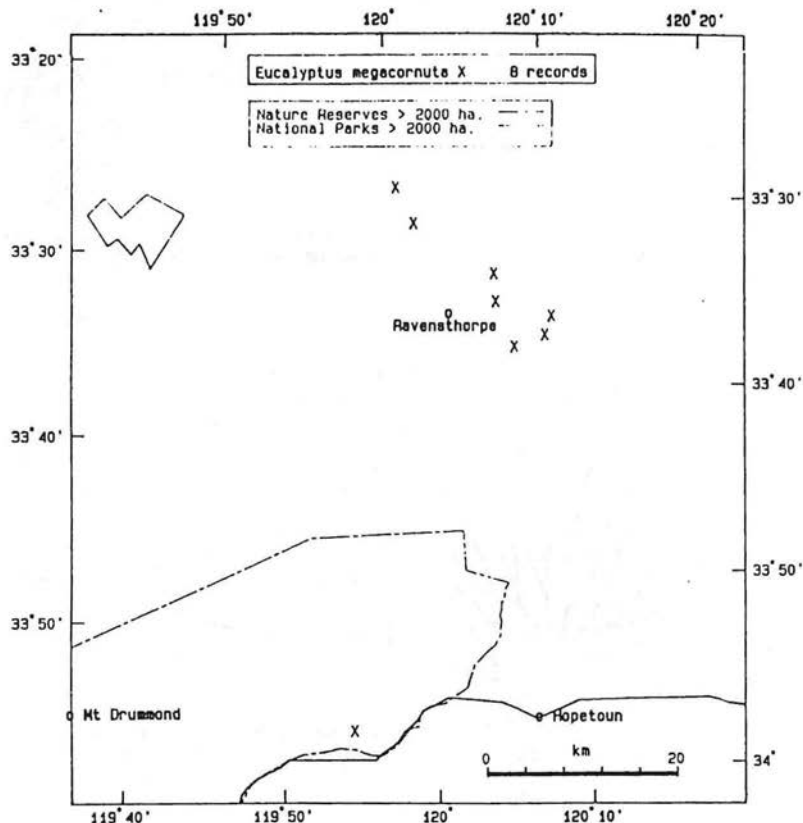 119°50' 120° 120°10' 120°20'
33°20'
Eucalyptus megacornuta X 8 records
Nature Reserves > 2000 ha.
National Parks > 2000 ha.
X
33°30'
X
33°30'
X
X
X
Ravensthorpe
X
X
33°40'
33°40'
33°50'
33°50'
Mt Drummond
X
Hopetoun
km
0 20
34°
119°40' 119°50' 120° 120°10'